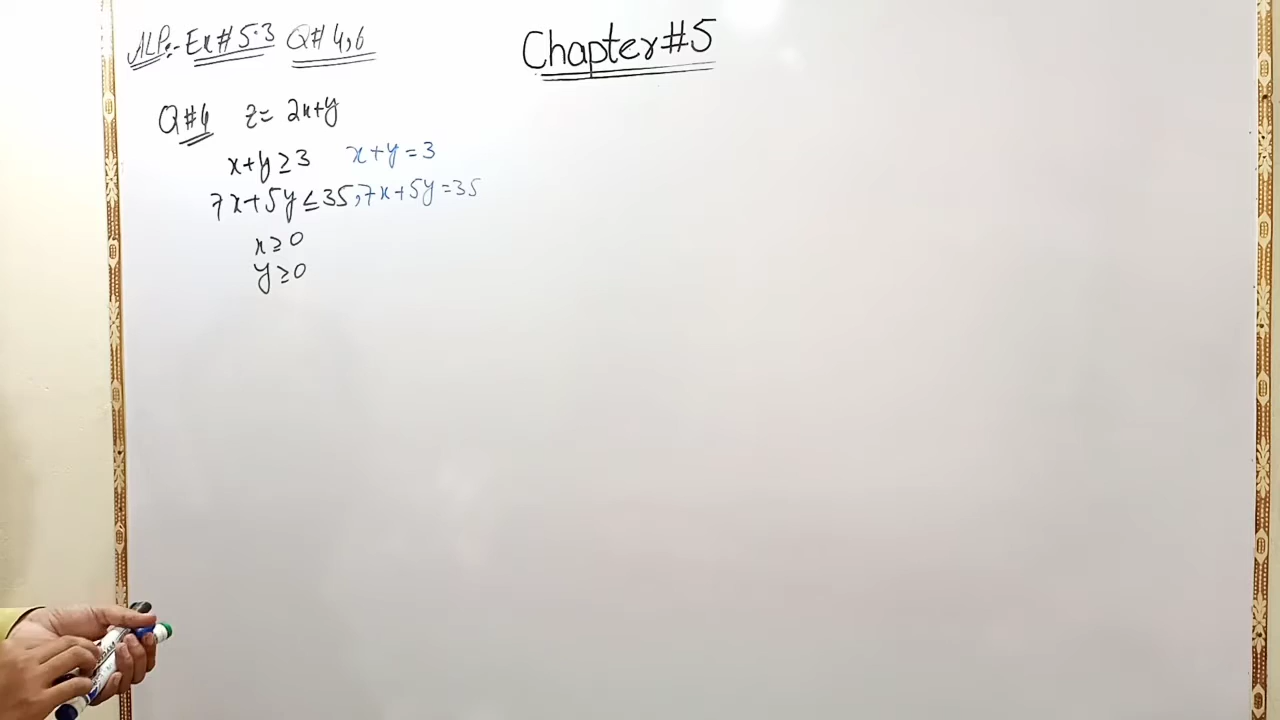 ALP:- Ex#5.3 Q#4,6
Chapter#5
Q#4 z= 2x+y
x+y≥3 x+y=3
7x+5y≤35,7x+5y=35
x≥0
y≥0